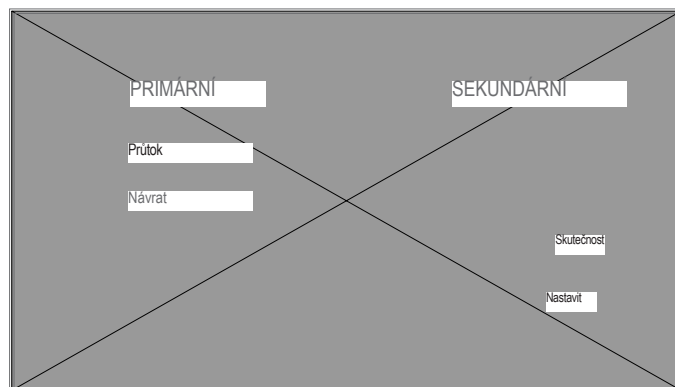 PRIMÁRNÍ
SEKUNDÁRNÍ
Průtok
Návrat
Skutečnost
Nastavit